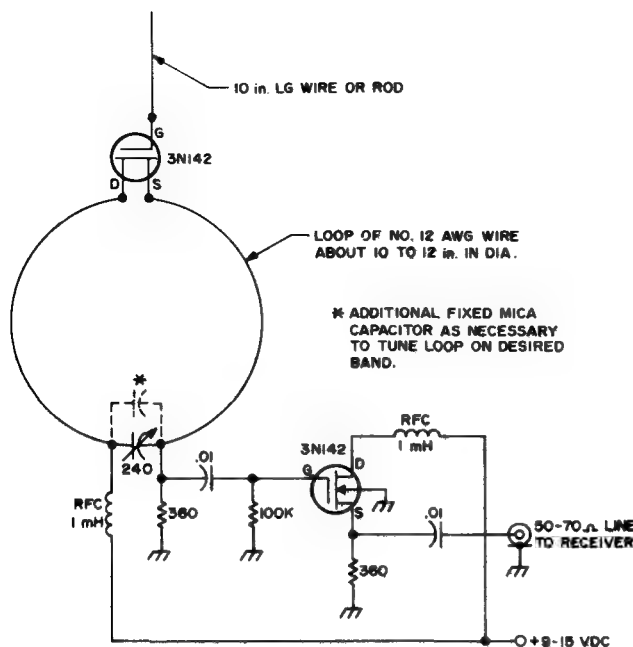 10 in. LG WIRE OR ROD
G
3N142
D S
LOOP OF NO. 12 AWG WIRE
ABOUT 10 TO 12 in. IN DIA.
* ADDITIONAL FIXED MICA
CAPACITOR AS NECESSARY
TO TUNE LOOP ON DESIRED
BAND.
*
240
RFC
1 mH
360
.01
100K
3N142
G
D
S
RFC
1 mH
360
.01
50-70Ω LINE
TO RECEIVER
+9-15 VDC